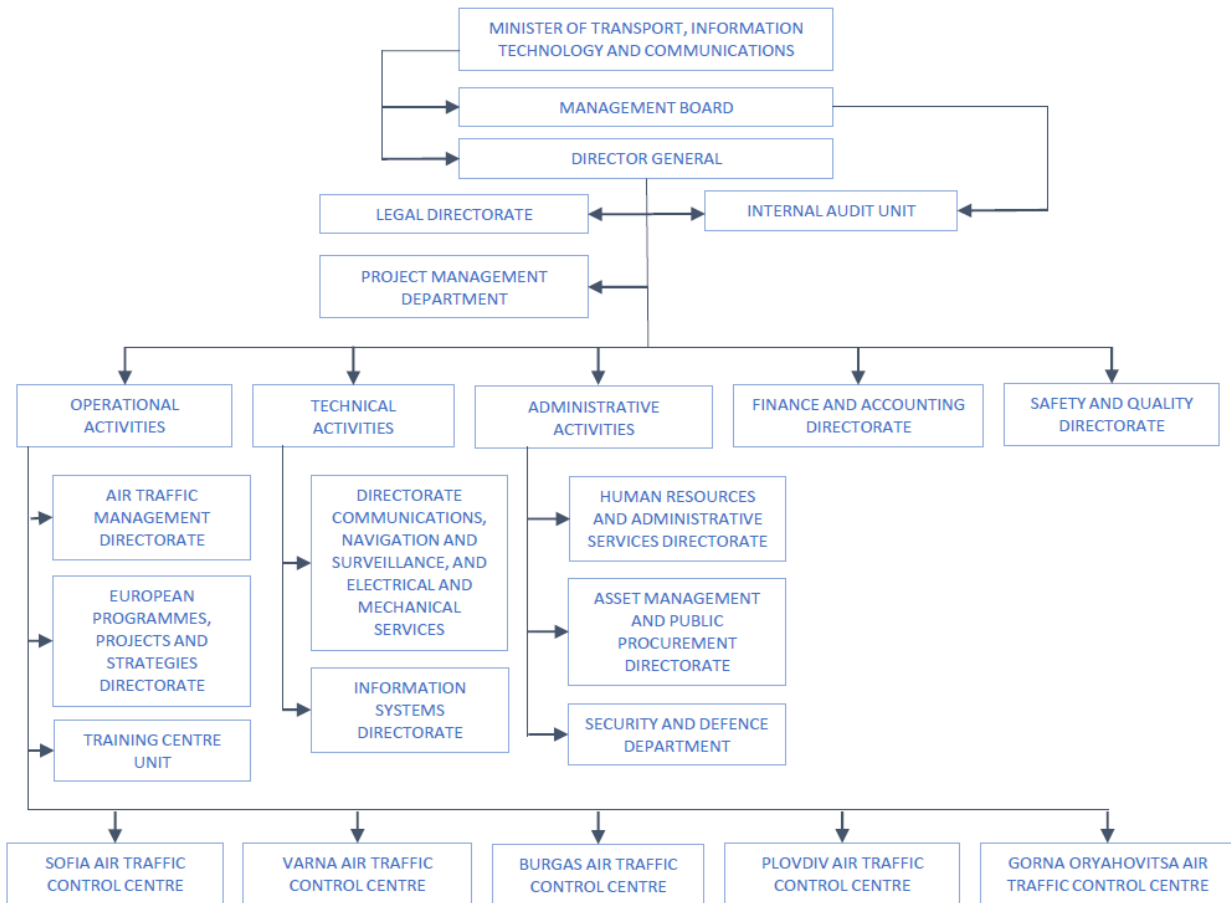 MINISTER OF TRANSPORT, INFORMATION
TECHNOLOGY AND COMMUNICATIONS
MANAGEMENT BOARD
DIRECTOR GENERAL
LEGAL DIRECTORATE
INTERNAL AUDIT UNIT
PROJECT MANAGEMENT
DEPARTMENT
OPERATIONAL
ACTIVITIES
TECHNICAL
ACTIVITIES
ADMINISTRATIVE
ACTIVITIES
FINANCE AND ACCOUNTING
DIRECTORATE
SAFETY AND QUALITY
DIRECTORATE
AIR TRAFFIC
MANAGEMENT
DIRECTORATE
EUROPEAN
PROGRAMMES,
PROJECTS AND
STRATEGIES
DIRECTORATE
TRAINING CENTRE
UNIT
DIRECTORATE
COMMUNICATIONS,
NAVIGATION AND
SURVEILLANCE, AND
ELECTRICAL AND
MECHANICAL
SERVICES
INFORMATION
SYSTEMS
DIRECTORATE
HUMAN RESOURCES
AND ADMINISTRATIVE
SERVICES DIRECTORATE
ASSET MANAGEMENT
AND PUBLIC
PROCUREMENT
DIRECTORATE
SECURITY AND DEFENCE
DEPARTMENT
SOFIA AIR TRAFFIC
CONTROL CENTRE
VARNA AIR TRAFFIC
CONTROL CENTRE
BURGAS AIR TRAFFIC
CONTROL CENTRE
PLOVDIV AIR TRAFFIC
CONTROL CENTRE
GORNA ORYAHOVITSA AIR
TRAFFIC CONTROL CENTRE